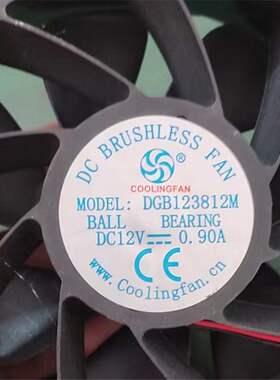 DC BRUSHLESS FAN
®
COOLINGFAN
MODEL: DGB123812M
BALL BEARING
DC12V⎓0.90A
CE
www.Coolingfan.cn